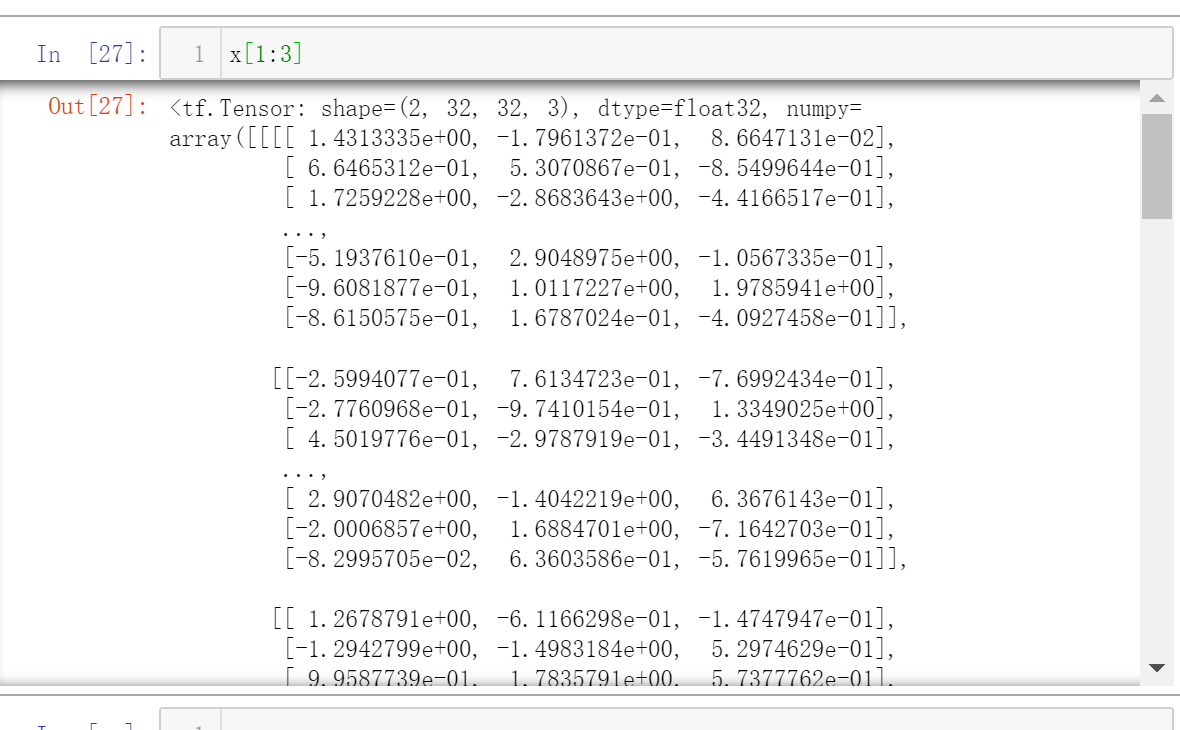 In [27]: 1 x[1:3]
Out[27]: <tf.Tensor: shape=(2, 32, 32, 3), dtype=float32, numpy=
array([[[[ 1.4313335e+00, -1.7961372e-01, 8.6647131e-02],
[ 6.6465312e-01, 5.3070867e-01, -8.5499644e-01],
[ 1.7259228e+00, -2.8683643e+00, -4.4166517e-01],
...,
[-5.1937610e-01, 2.9048975e+00, -1.0567335e-01],
[-9.6081877e-01, 1.0117227e+00, 1.9785941e+00],
[-8.6150575e-01, 1.6787024e-01, -4.0927458e-01]],
[[-2.5994077e-01, 7.6134723e-01, -7.6992434e-01],
[-2.7760968e-01, -9.7410154e-01, 1.3349025e+00],
[ 4.5019776e-01, -2.9787919e-01, -3.4491348e-01],
...,
[ 2.9070482e+00, -1.4042219e+00, 6.3676143e-01],
[-2.0006857e+00, 1.6884701e+00, -7.1642703e-01],
[-8.2995705e-02, 6.3603586e-01, -5.7619965e-01]],
[[ 1.2678791e+00, -6.1166298e-01, -1.4747947e-01],
[-1.2942799e+00, -1.4983184e+00, 5.2974629e-01],
[ 9.9587739e-01, 1.7835791e+00, 5.7377762e-01],